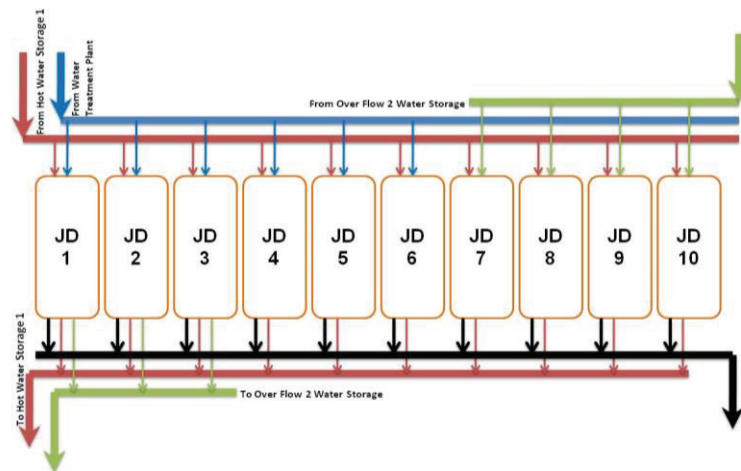 From Hot Water Storage 1
From Water
Treatment Plant
From Over Flow 2 Water Storage
JD
1
JD
2
JD
3
JD
4
JD
5
JD
6
JD
7
JD
8
JD
9
JD
10
To Hot Water Storage 1
To Over Flow 2 Water Storage